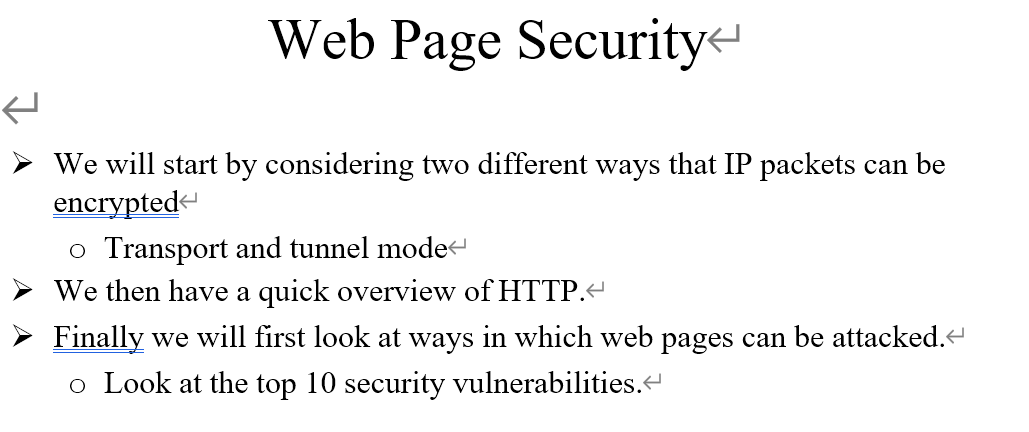 Web Page Security
➢ We will start by considering two different ways that IP packets can be
encrypted
o Transport and tunnel mode
➢ We then have a quick overview of HTTP.
➢ Finally we will first look at ways in which web pages can be attacked.
o Look at the top 10 security vulnerabilities.